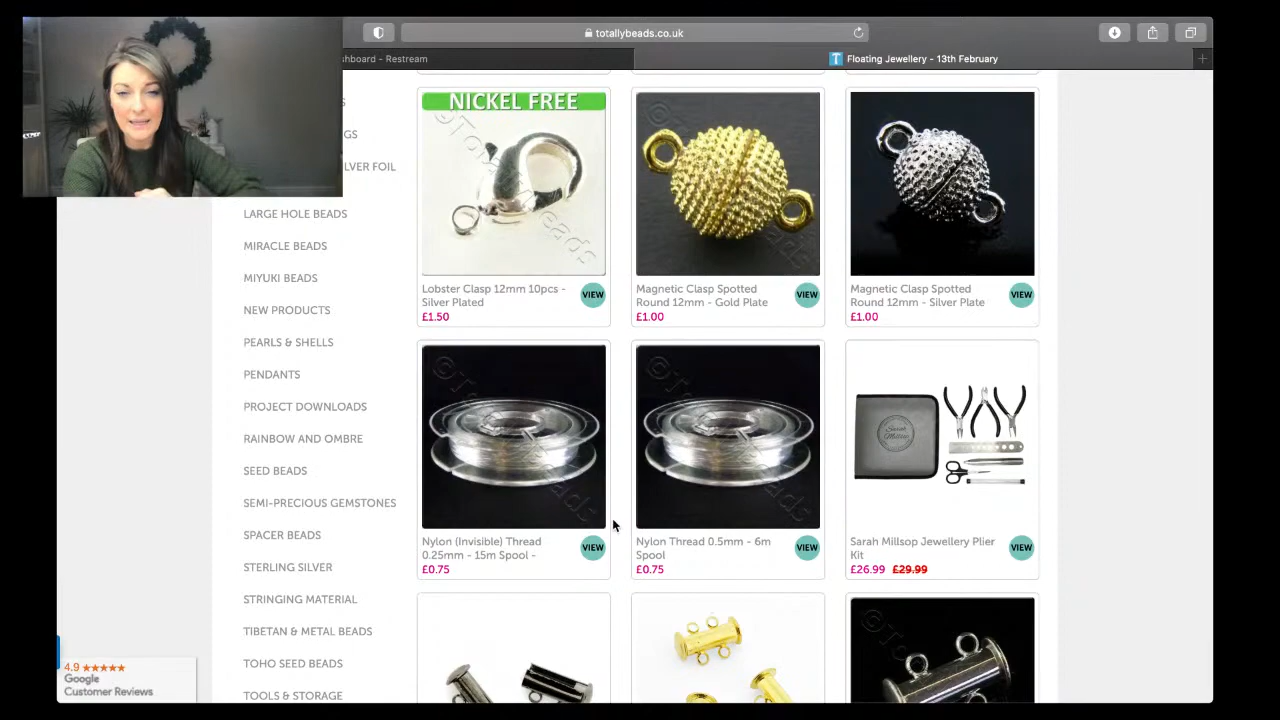 totallybeads.co.uk
hboard - Restream
Floating Jewellery - 13th February
S
GS
LVER FOIL
LARGE HOLE BEADS
MIRACLE BEADS
MIYUKI BEADS
NEW PRODUCTS
PEARLS & SHELLS
PENDANTS
PROJECT DOWNLOADS
RAINBOW AND OMBRE
SEED BEADS
SEMI-PRECIOUS GEMSTONES
SPACER BEADS
STERLING SILVER
STRINGING MATERIAL
TIBETAN & METAL BEADS
TOHO SEED BEADS
TOOLS & STORAGE
NICKEL FREE
Lobster Clasp 12mm 10pcs -
Silver Plated
£1.50
VIEW
Magnetic Clasp Spotted
Round 12mm - Gold Plate
£1.00
VIEW
Magnetic Clasp Spotted
Round 12mm - Silver Plate
£1.00
VIEW
Nylon (Invisible) Thread
0.25mm - 15m Spool -
£0.75
VIEW
Nylon Thread 0.5mm - 6m
Spool
£0.75
VIEW
Sarah Millsop
Sarah Millsop Jewellery Plier
Kit
£26.99 £29.99
VIEW
4.9 ★★★★★
Google
Customer Reviews